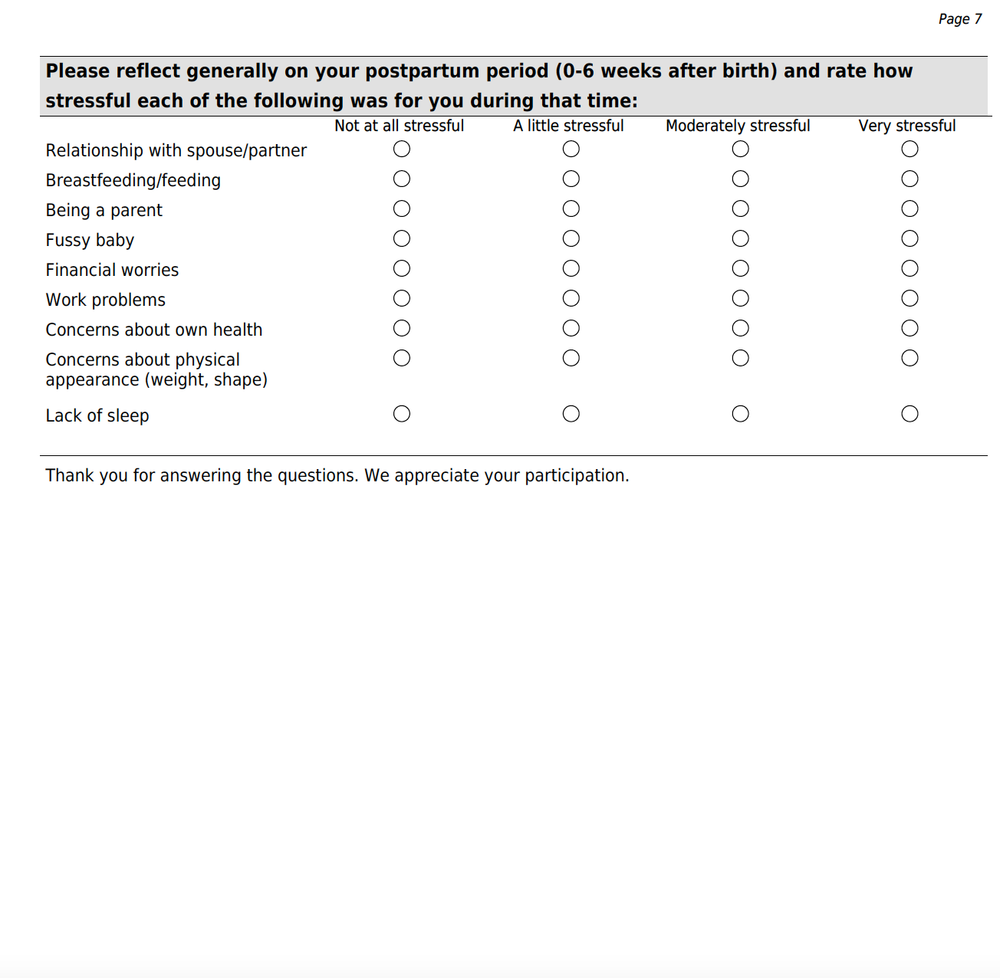 Page 7
Please reflect generally on your postpartum period (0-6 weeks after birth) and rate how
stressful each of the following was for you during that time:
Not at all stressful A little stressful Moderately stressful Very stressful
Relationship with spouse/partner
Breastfeeding/feeding
Being a parent
Fussy baby
Financial worries
Work problems
Concerns about own health
Concerns about physical
appearance (weight, shape)
Lack of sleep
Thank you for answering the questions. We appreciate your participation.